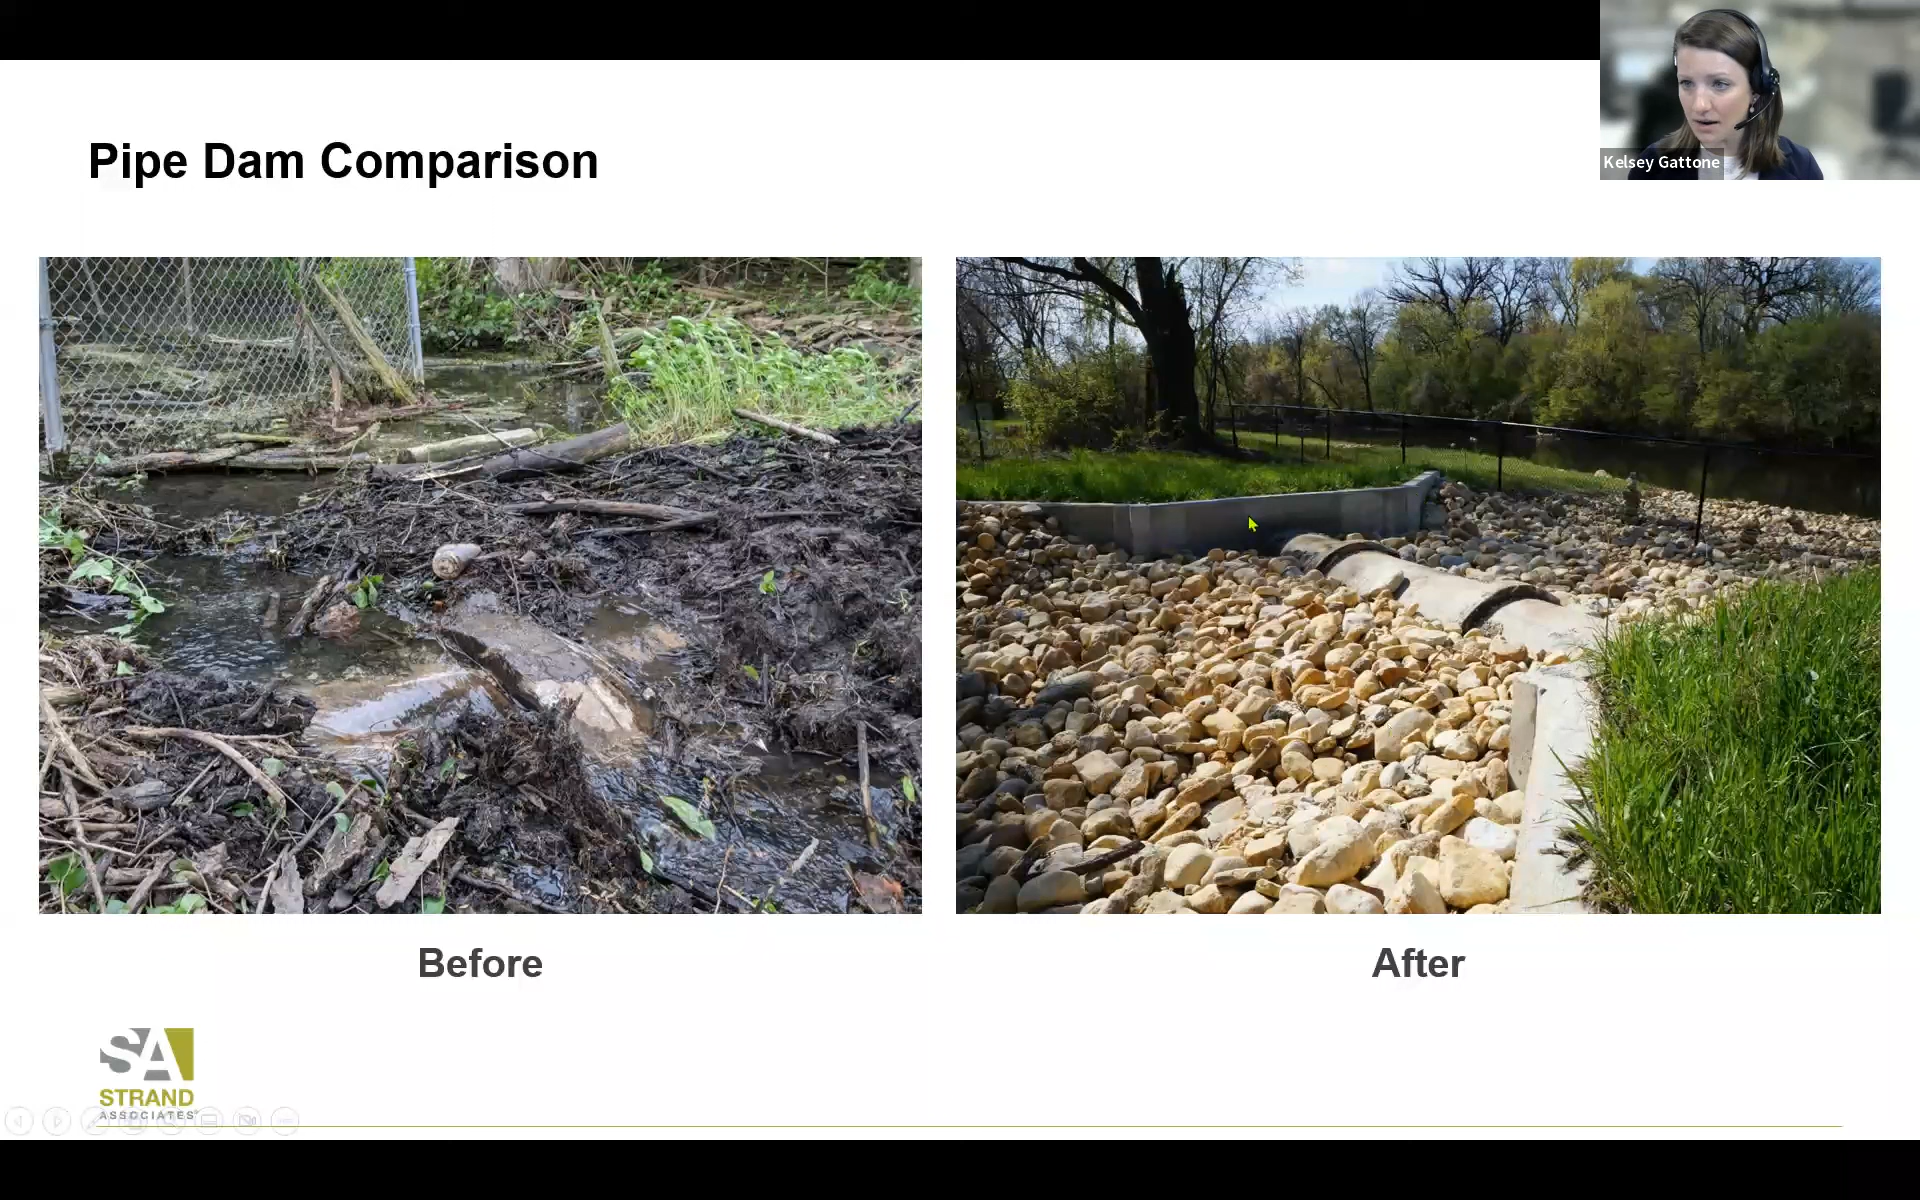 Kelsey Gattone
Pipe Dam Comparison
Before
After
SA
STRAND
ASSOCIATES®